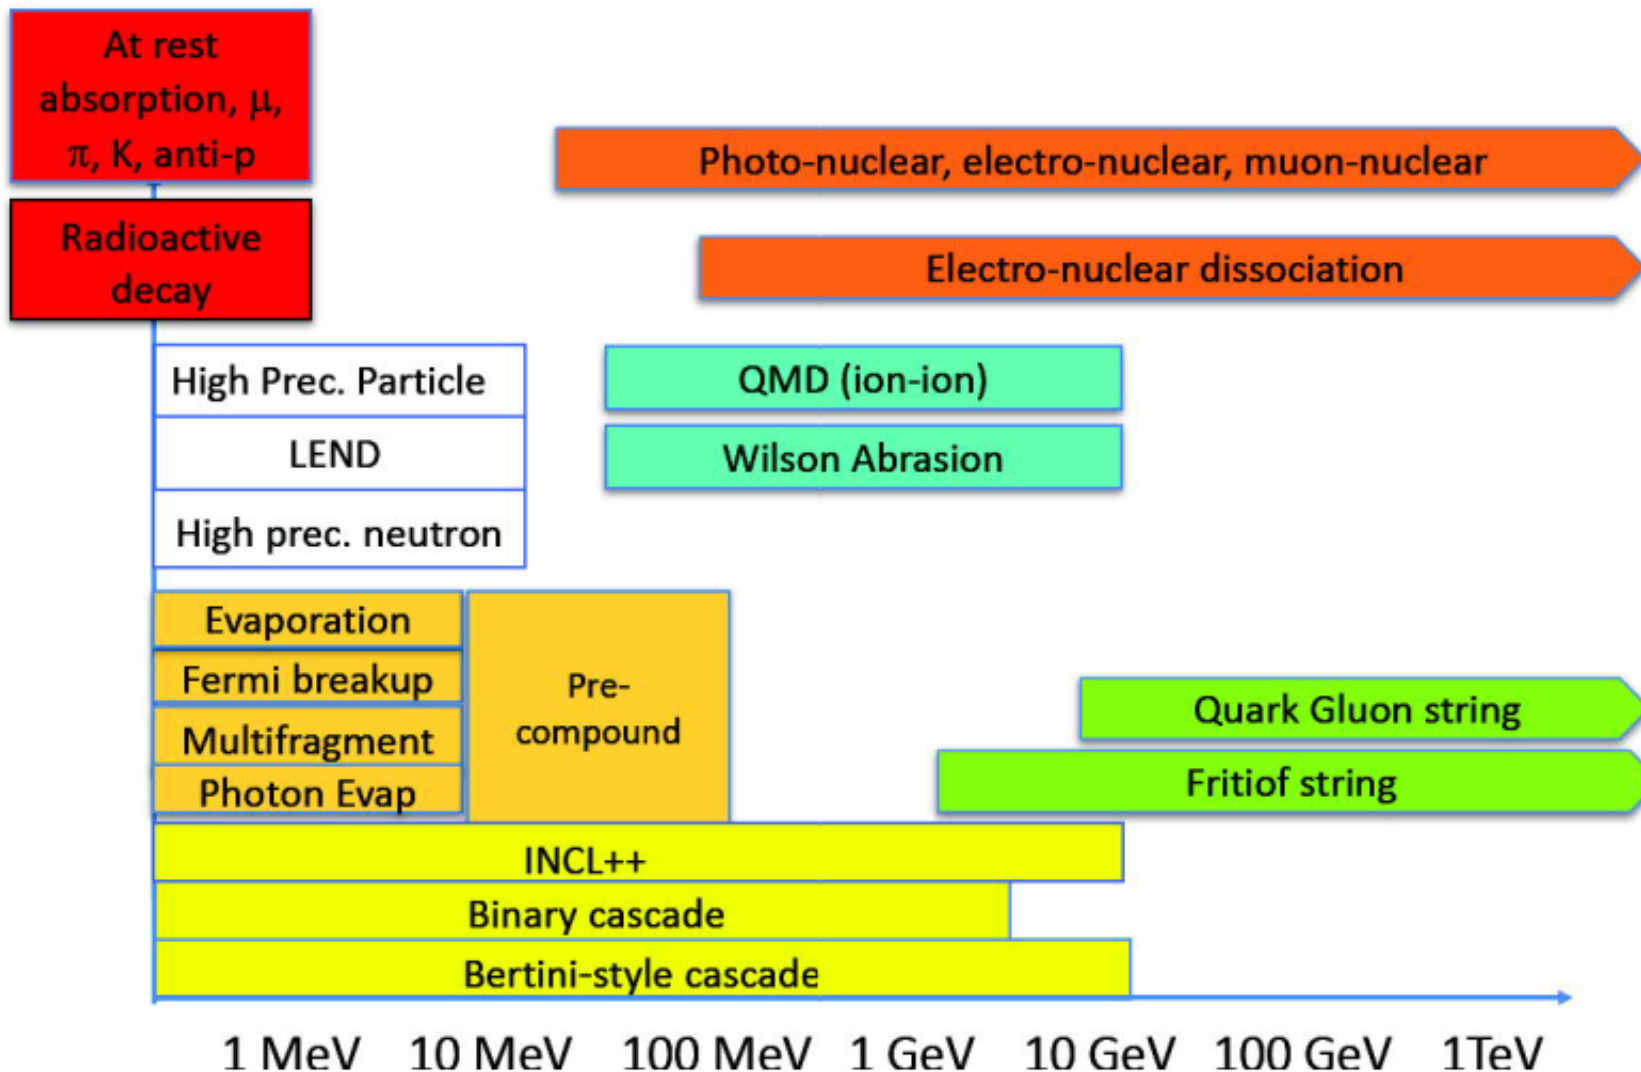 At rest
absorption, μ,
π, K, anti-p
Photo-nuclear, electro-nuclear, muon-nuclear
Radioactive
decay
Electro-nuclear dissociation
High Prec. Particle
QMD (ion-ion)
LEND
Wilson Abrasion
High prec. neutron
Evaporation
Fermi breakup
Multifragment
Photon Evap
Pre-
compound
Quark Gluon string
Fritiof string
INCL++
Binary cascade
Bertini-style cascade
1 MeV 10 MeV 100 MeV 1 GeV 10 GeV 100 GeV 1TeV